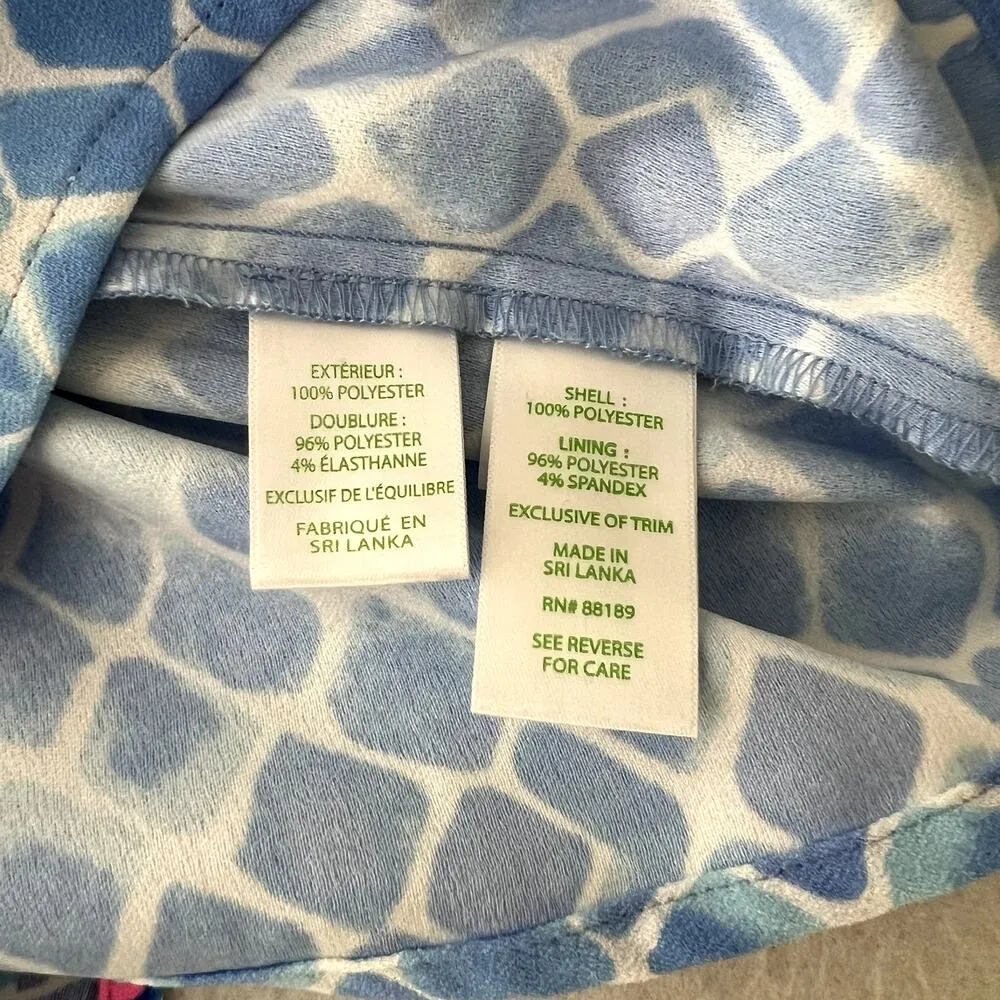 EXTÉRIEUR :
100% POLYESTER
DOUBLURE :
96% POLYESTER
4% ÉLASTHANNE
EXCLUSIF DE L'ÉQUILIBRE
FABRIQUÉ EN
SRI LANKA
SHELL :
100% POLYESTER
LINING :
96% POLYESTER
4% SPANDEX
EXCLUSIVE OF TRIM
MADE IN
SRI LANKA
RN# 88189
SEE REVERSE
FOR CARE